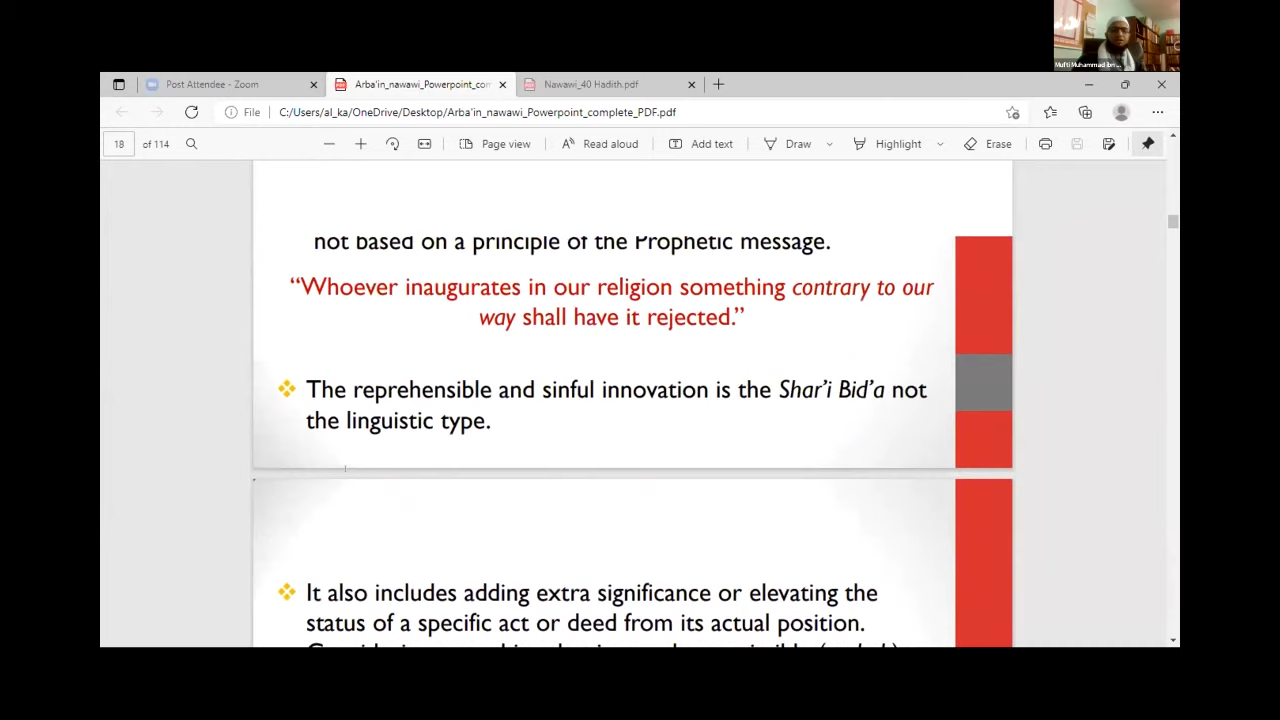 Mufti Muhammad ibn ...
Post Attendee - Zoom
Arba'in_nawawi_Powerpoint_com
Nawawi_40 Hadith.pdf
File
C:/Users/al_ka/OneDrive/Desktop/Arba'in_nawawi_Powerpoint_complete_PDF.pdf
18 of 114
Page view
Read aloud
Add text
Draw
Highlight
Erase
not based on a principle of the Prophetic message.
“Whoever inaugurates in our religion something contrary to our
way shall have it rejected.”
The reprehensible and sinful innovation is the Shar’i Bid’a not
the linguistic type.
It also includes adding extra significance or elevating the
status of a specific act or deed from its actual position.